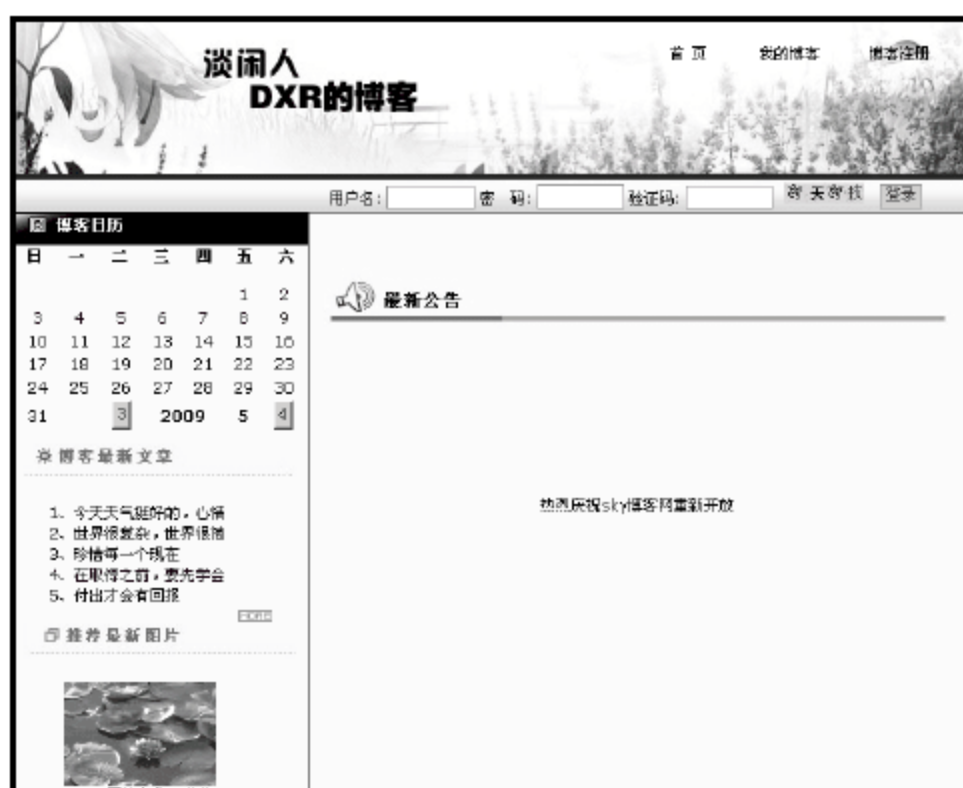 淡闲人
DXR的博客
首 页 我的博客 博客注册
用户名: 密 码: 验证码: 登录
博客日历
日 一 二 三 四 五 六
1 2
3 4 5 6 7 8 9
10 11 12 13 14 15 16
17 18 19 20 21 22 23
24 25 26 27 28 29 30
31 3 2009 5 4
最新公告
博客最新文章
热烈庆祝sky博客网重新开放
1、今天天气挺好的，心情
2、世界很复杂，世界很简
3、珍惜每一个现在
4、在取得之前，要先学会
5、付出才会有回报
MORE
推荐最新图片